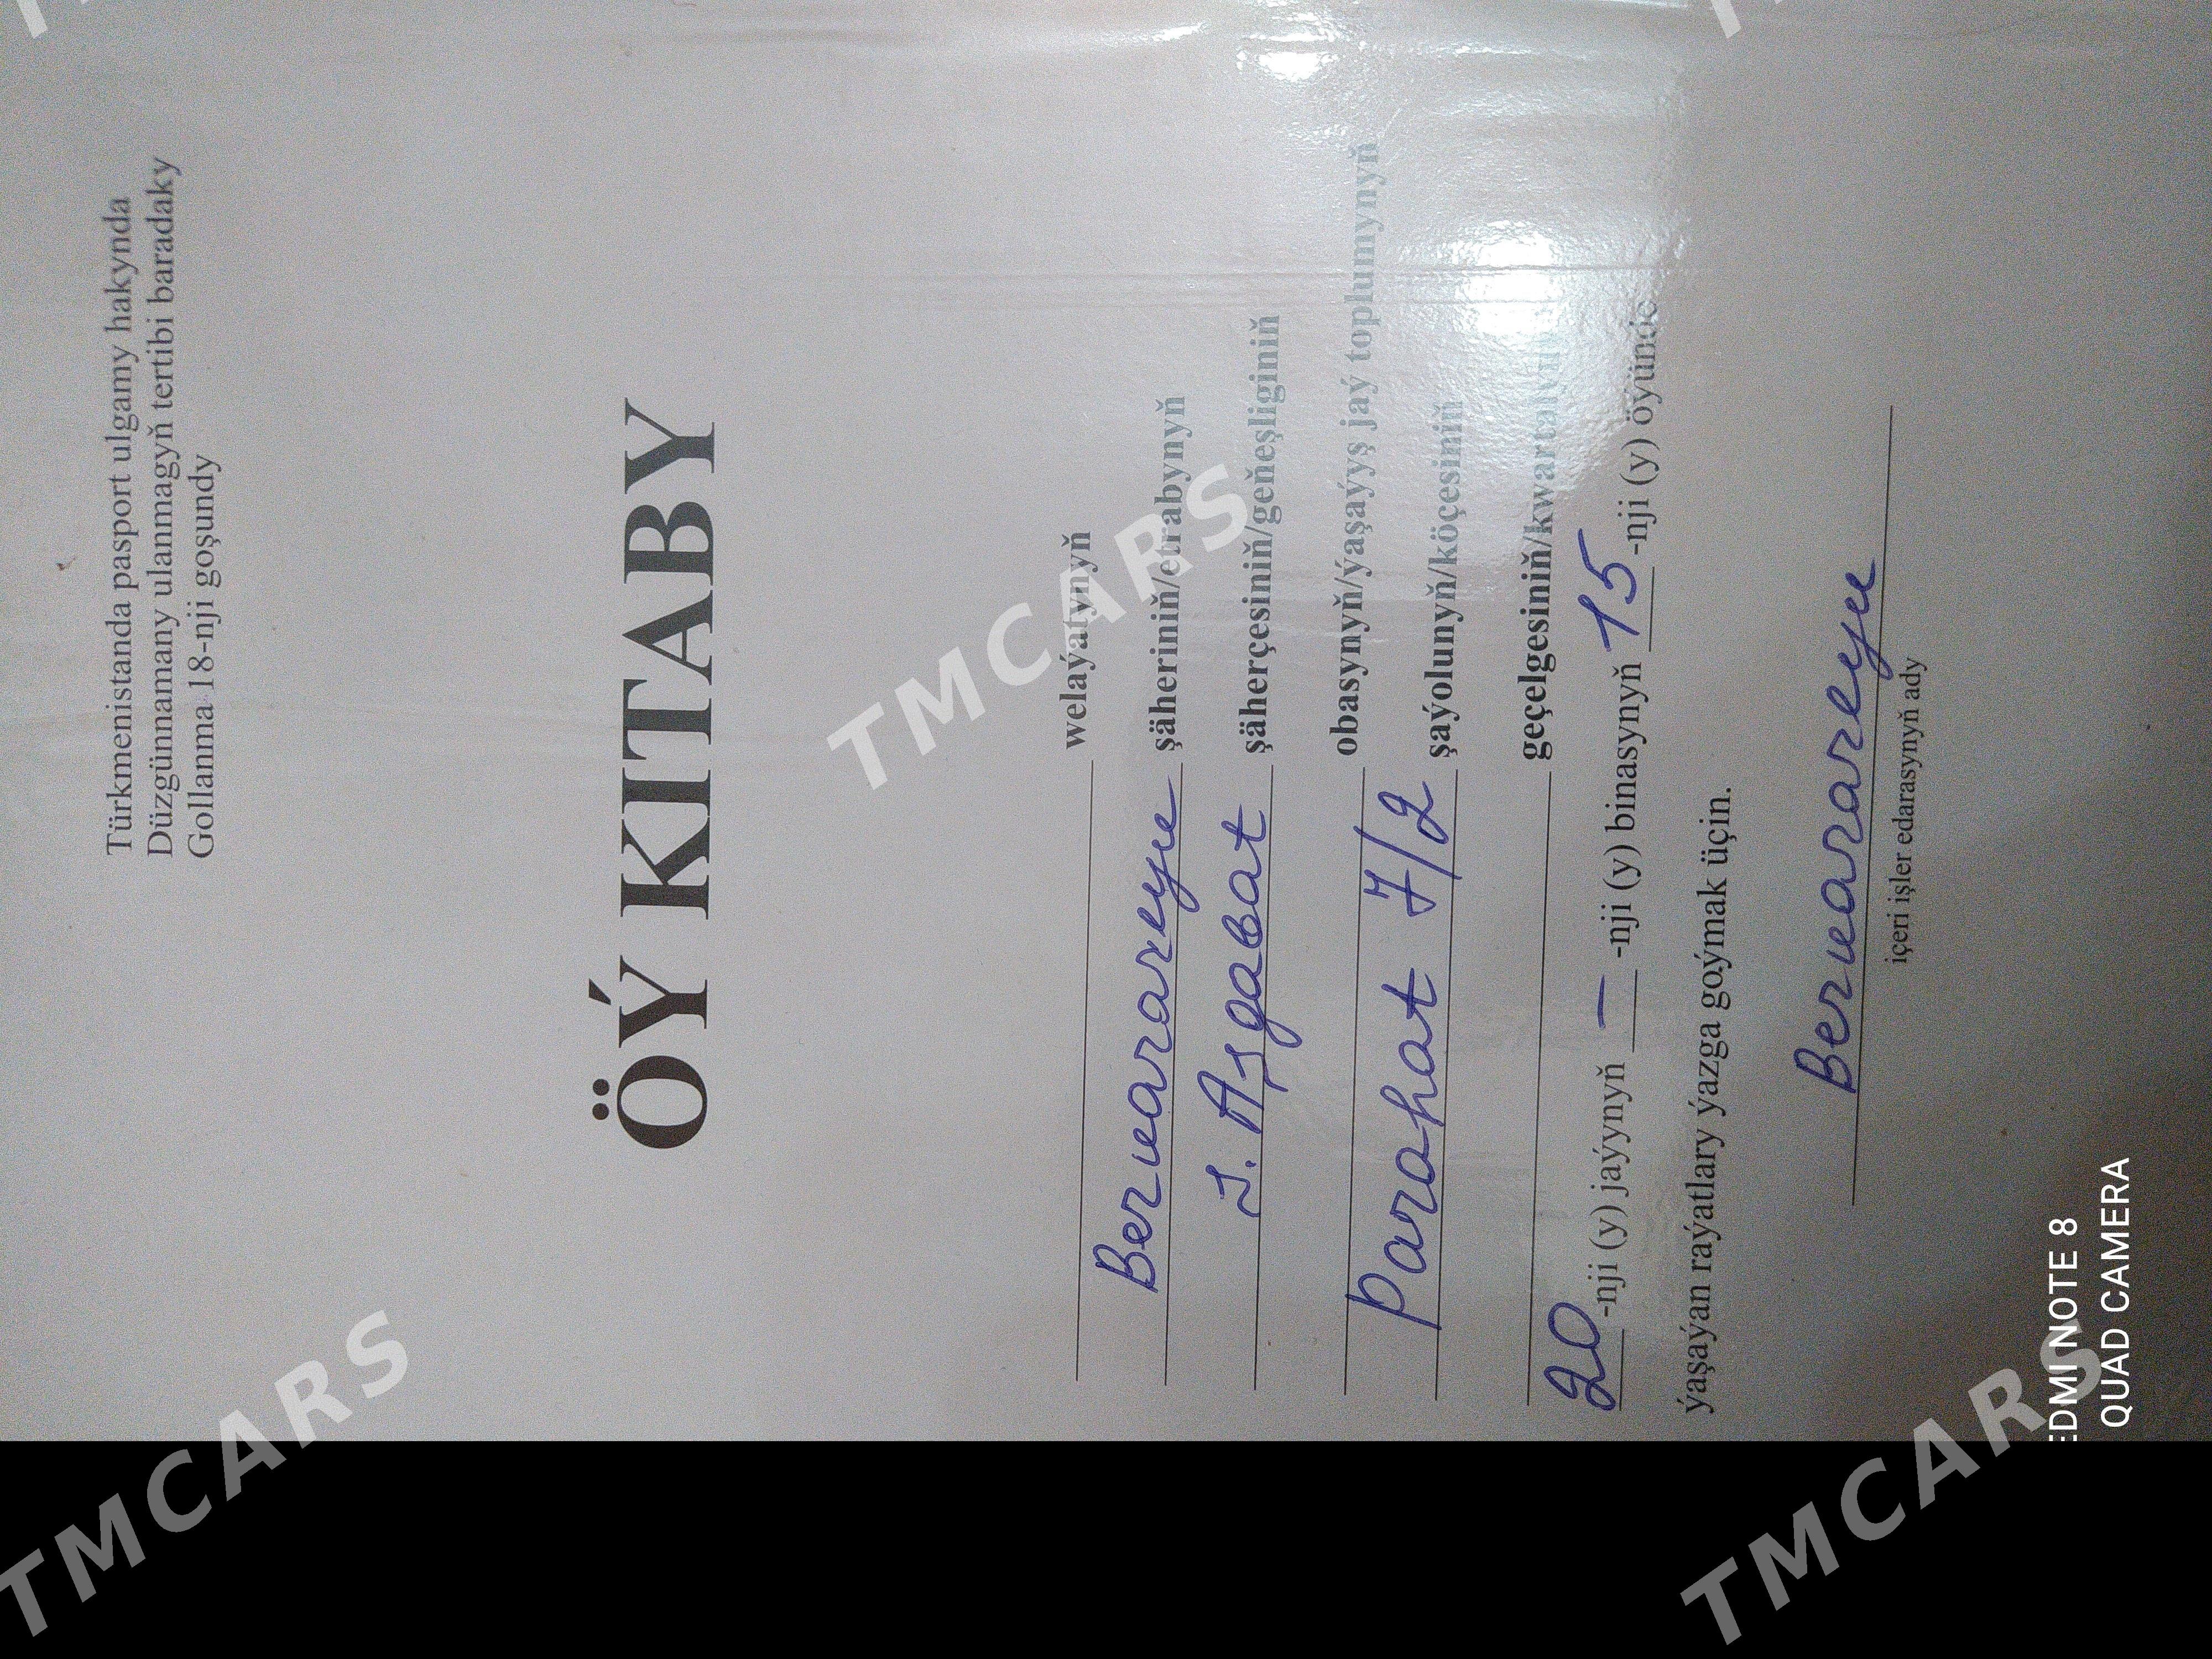 Türkmenistanda pasport ulgamy hakynda
Düzgünnamany ulanmagyň tertibi baradaky
Gollanma 18-nji goşundy
ÖÝ KITABY
welaýatynyň
Berkararlyk şäheriniň/etrabynyň
ş. Aşgabat şäherçesiniň/geňeşliginiň
obasynyň/ýaşaýyş jaý toplumynyň
Parahat 7/2 şaýolunyň/köçesiniň
geçelgesiniň/kwartalynyň
20 -nji (y) jaýynyň — -nji (y) binasynyň 15 -nji (y) öýünde
ýaşaýan raýatlary ýazga goýmak üçin.
Berkararlyk
içeri işler edarasynyň ady
EDMI NOTE 8
QUAD CAMERA
TMCARS
TMCARS
TMCARS